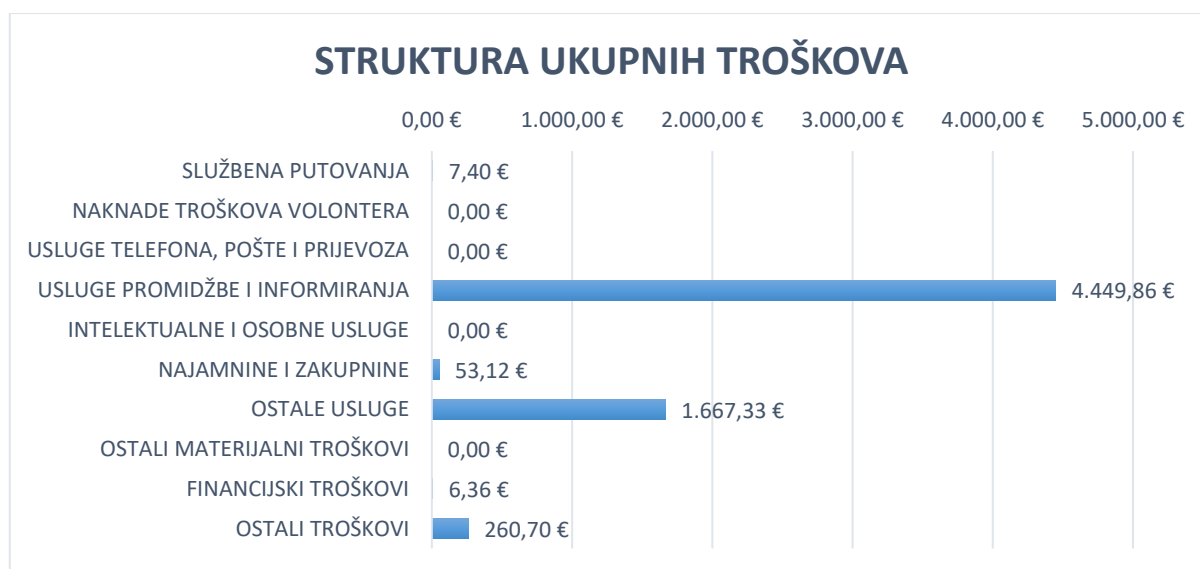 STRUKTURA UKUPNIH TROŠKOVA
0,00 € 1.000,00 € 2.000,00 € 3.000,00 € 4.000,00 € 5.000,00 €
SLUŽBENA PUTOVANJA 7,40 €
NAKNADE TROŠKOVA VOLONTERA 0,00 €
USLUGE TELEFONA, POŠTE I PRIJEVOZA 0,00 €
USLUGE PROMIDŽBE I INFORMIRANJA 4.449,86 €
INTELEKTUALNE I OSOBNE USLUGE 0,00 €
NAJAMNINE I ZAKUPNINE 53,12 €
OSTALE USLUGE 1.667,33 €
OSTALI MATERIJALNI TROŠKOVI 0,00 €
FINANCIJSKI TROŠKOVI 6,36 €
OSTALI TROŠKOVI 260,70 €